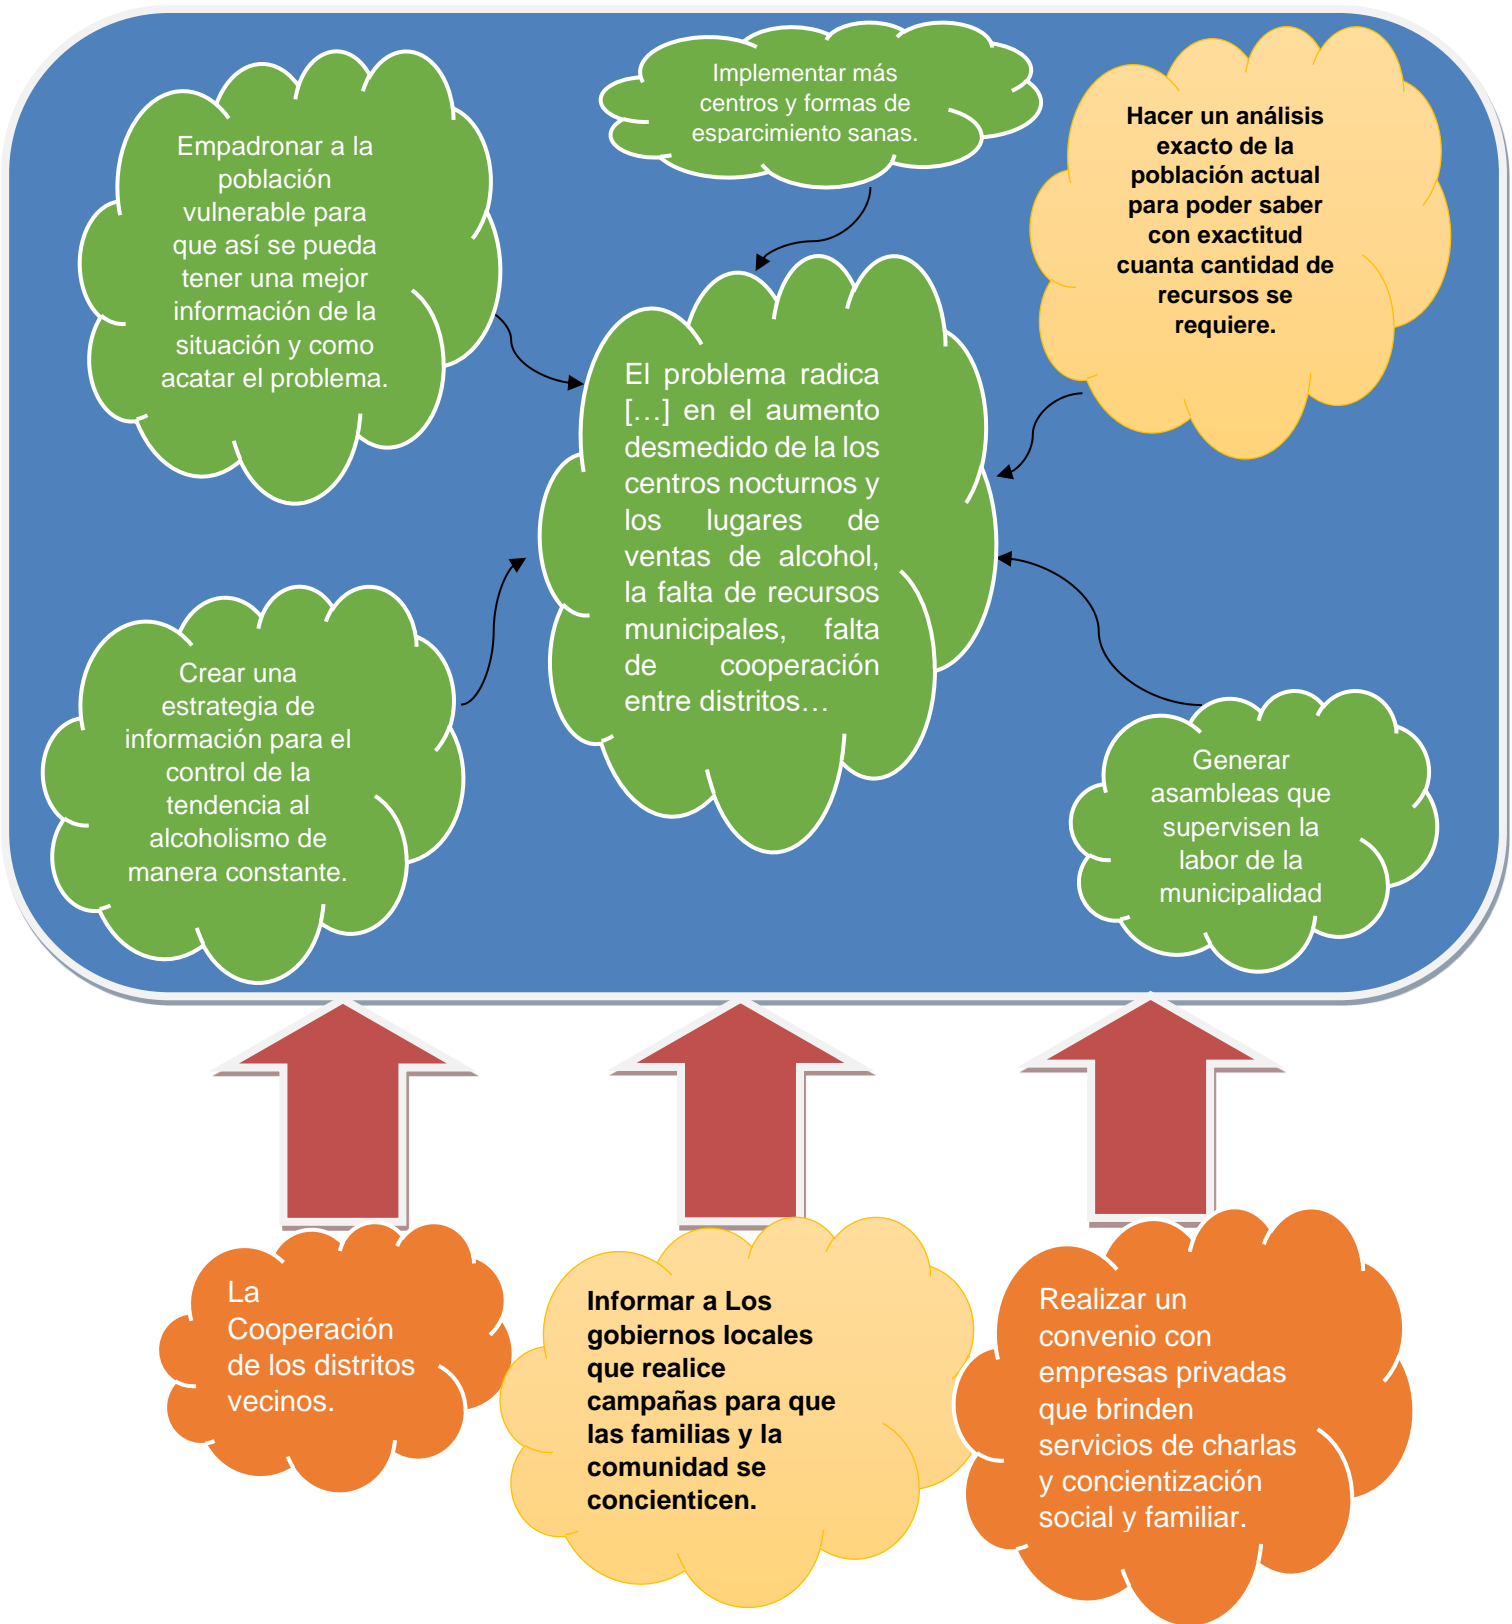 Implementar más
centros y formas de
esparcimiento sanas.
Empadronar a la
población
vulnerable para
que así se pueda
tener una mejor
información de la
situación y como
acatar el problema.
Hacer un análisis
exacto de la
población actual
para poder saber
con exactitud
cuanta cantidad de
recursos se
requiere.
El problema radica
[…] en el aumento
desmedido de la los
centros nocturnos y
los lugares de
ventas de alcohol,
la falta de recursos
municipales, falta
de cooperación
entre distritos…
Crear una
estrategia de
información para el
control de la
tendencia al
alcoholismo de
manera constante.
Generar
asambleas que
supervisen la
labor de la
municipalidad
La
Cooperación
de los distritos
vecinos.
Informar a Los
gobiernos locales
que realice
campañas para que
las familias y la
comunidad se
concienticen.
Realizar un
convenio con
empresas privadas
que brinden
servicios de charlas
y concientización
social y familiar.